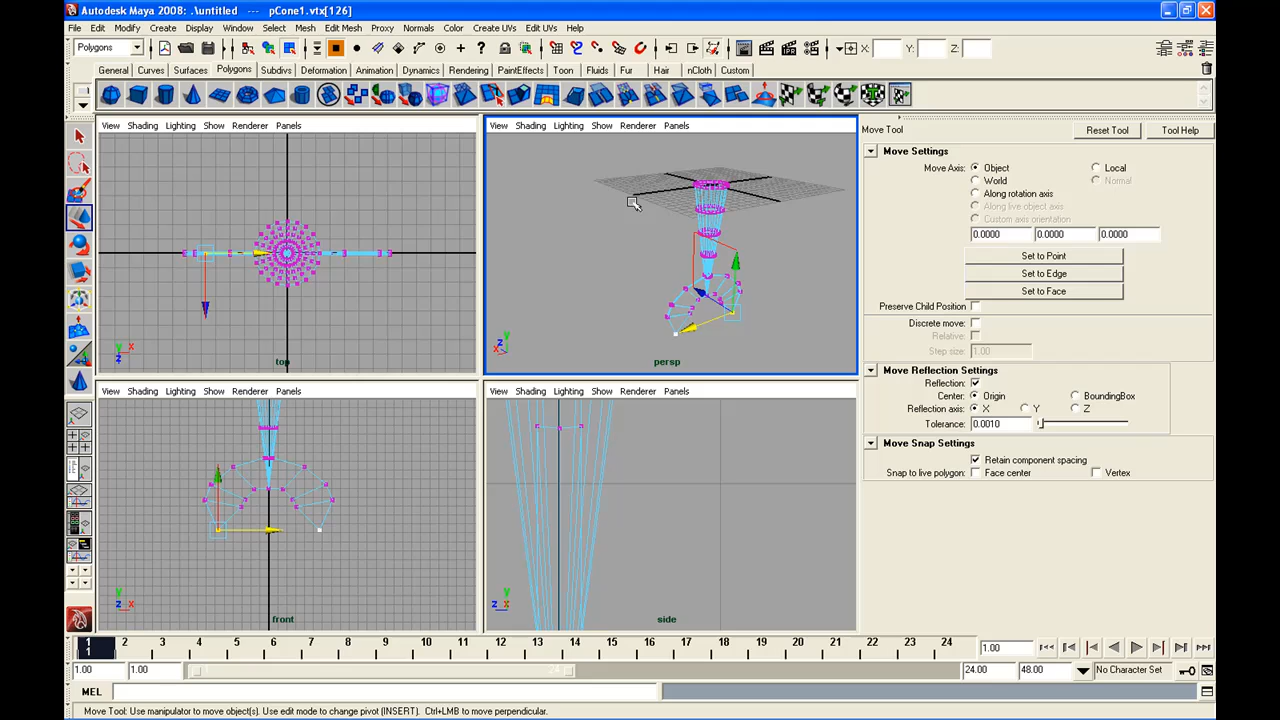 Autodesk Maya 2008: .\untitled --- pCone1.vtx[126]
File Edit Modify Create Display Window Select Mesh Edit Mesh Proxy Normals Color Create UVs Edit UVs Help
Polygons X: Y: Z:
General Curves Surfaces Polygons Subdivs Deformation Animation Dynamics Rendering PaintEffects Toon Fluids Fur Hair nCloth Custom
View Shading Lighting Show Renderer Panels
View Shading Lighting Show Renderer Panels
Move Tool Reset Tool Tool Help
Move Settings
Move Axis: Object Local
World Normal
Along rotation axis
Along live object axis
Custom axis orientation
0.0000 0.0000 0.0000
Set to Point
Set to Edge
Set to Face
Preserve Child Position
Discrete move:
Relative:
Step size: 1.00
Move Reflection Settings
Reflection:
Center: Origin BoundingBox
Reflection axis: X Y Z
Tolerance: 0.0010
Move Snap Settings
Retain component spacing
Snap to live polygon: Face center Vertex
y x z
top
y z x
persp
View Shading Lighting Show Renderer Panels
View Shading Lighting Show Renderer Panels
y z x
front
y z x
side
1 2 3 4 5 6 7 8 9 10 11 12 13 14 15 16 17 18 19 20 21 22 23 24
1 1.00
1.00 1.00 24 24.00 48.00 No Character Set
MEL
Move Tool: Use manipulator to move object(s). Use edit mode to change pivot (INSERT). Ctrl+LMB to move perpendicular.